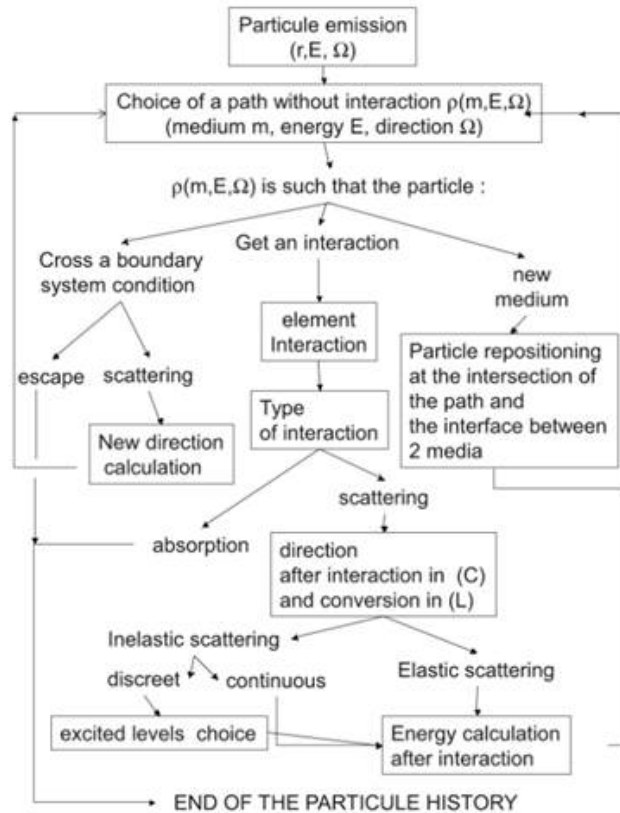 Particule emission
(r,E, Ω)
Choice of a path without interaction ρ(m,E,Ω)
(medium m, energy E, direction Ω)
ρ(m,E,Ω) is such that the particle :
Cross a boundary
system condition
Get an interaction
new
medium
escape
scattering
element
Interaction
Particle repositioning
at the intersection of
the path and
the interface between
2 media
New direction
calculation
Type
of interaction
absorption
scattering
direction
after interaction in (C)
and conversion in (L)
Inelastic scattering
discreet
continuous
Elastic scattering
excited levels choice
Energy calculation
after interaction
END OF THE PARTICULE HISTORY